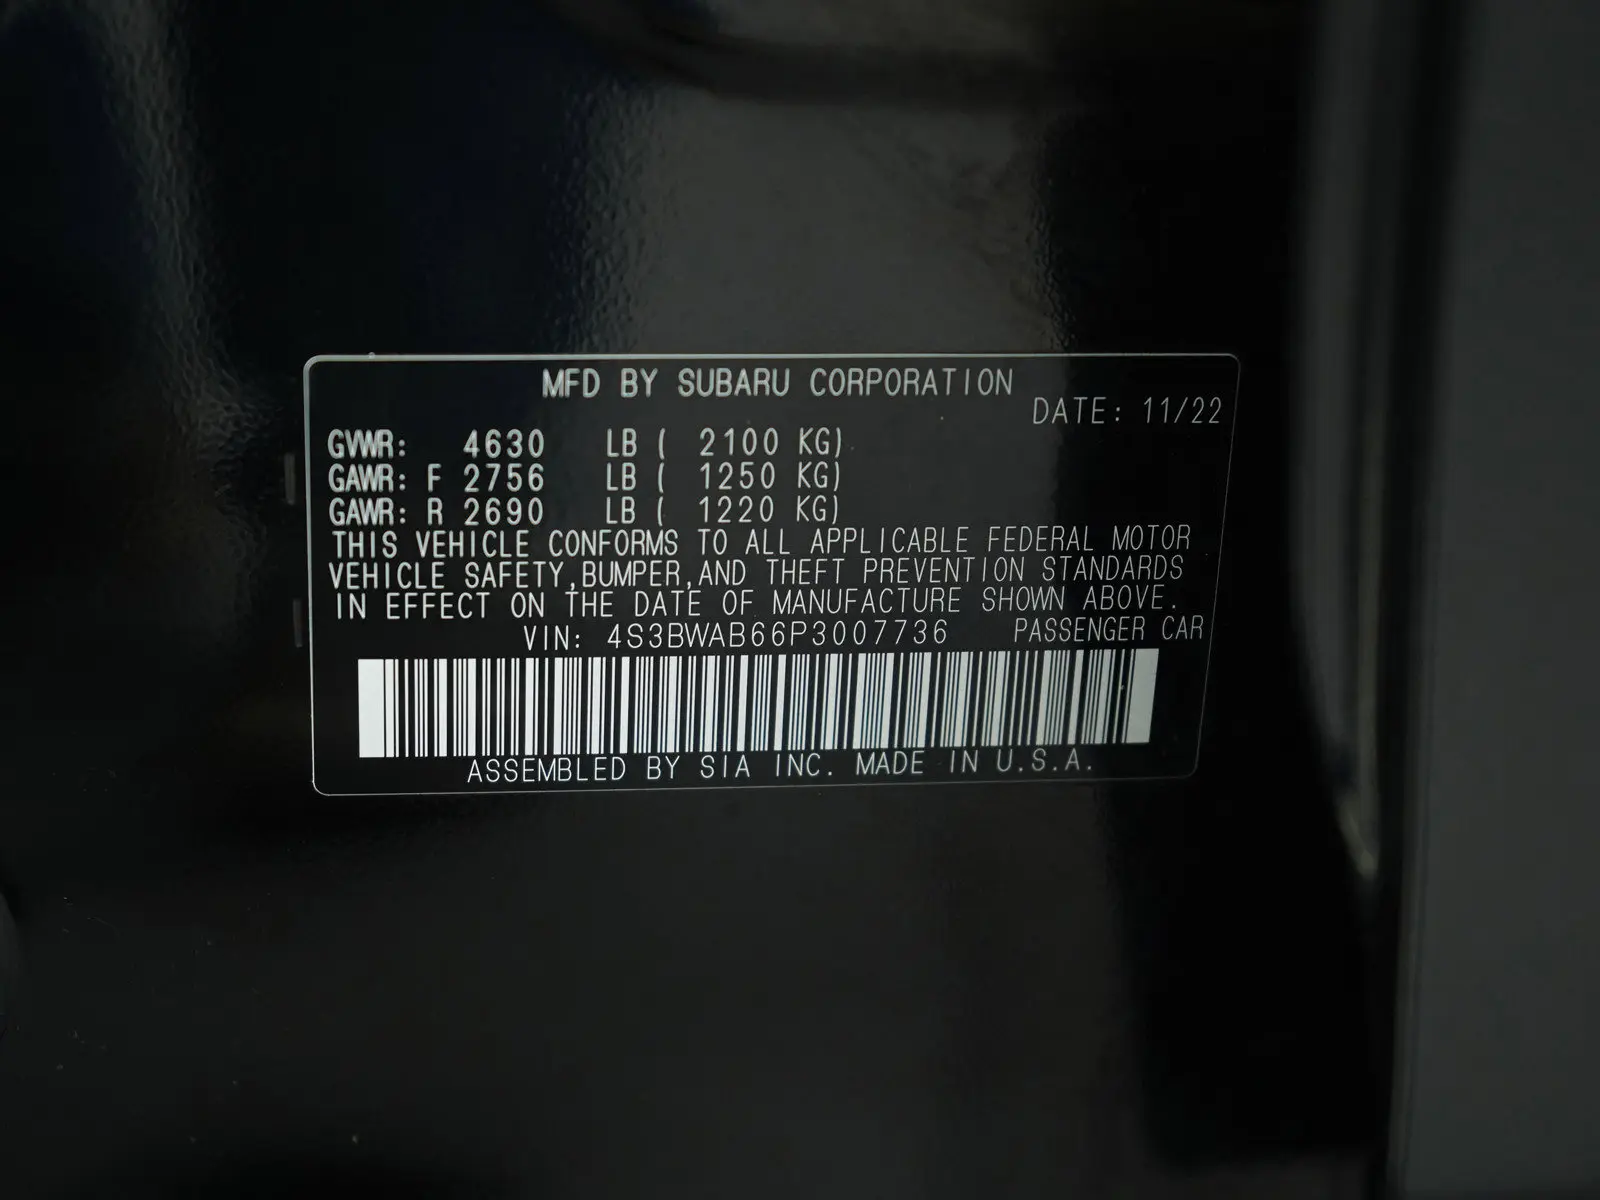 MFD BY SUBARU CORPORATION
DATE: 11/22
GVWR: 4630 LB ( 2100 KG)
GAWR: F 2756 LB ( 1250 KG)
GAWR: R 2690 LB ( 1220 KG)
THIS VEHICLE CONFORMS TO ALL APPLICABLE FEDERAL MOTOR
VEHICLE SAFETY,BUMPER,AND THEFT PREVENTION STANDARDS
IN EFFECT ON THE DATE OF MANUFACTURE SHOWN ABOVE.
VIN: 4S3BWAB66P3007736 PASSENGER CAR
ASSEMBLED BY SIA INC. MADE IN U.S.A.